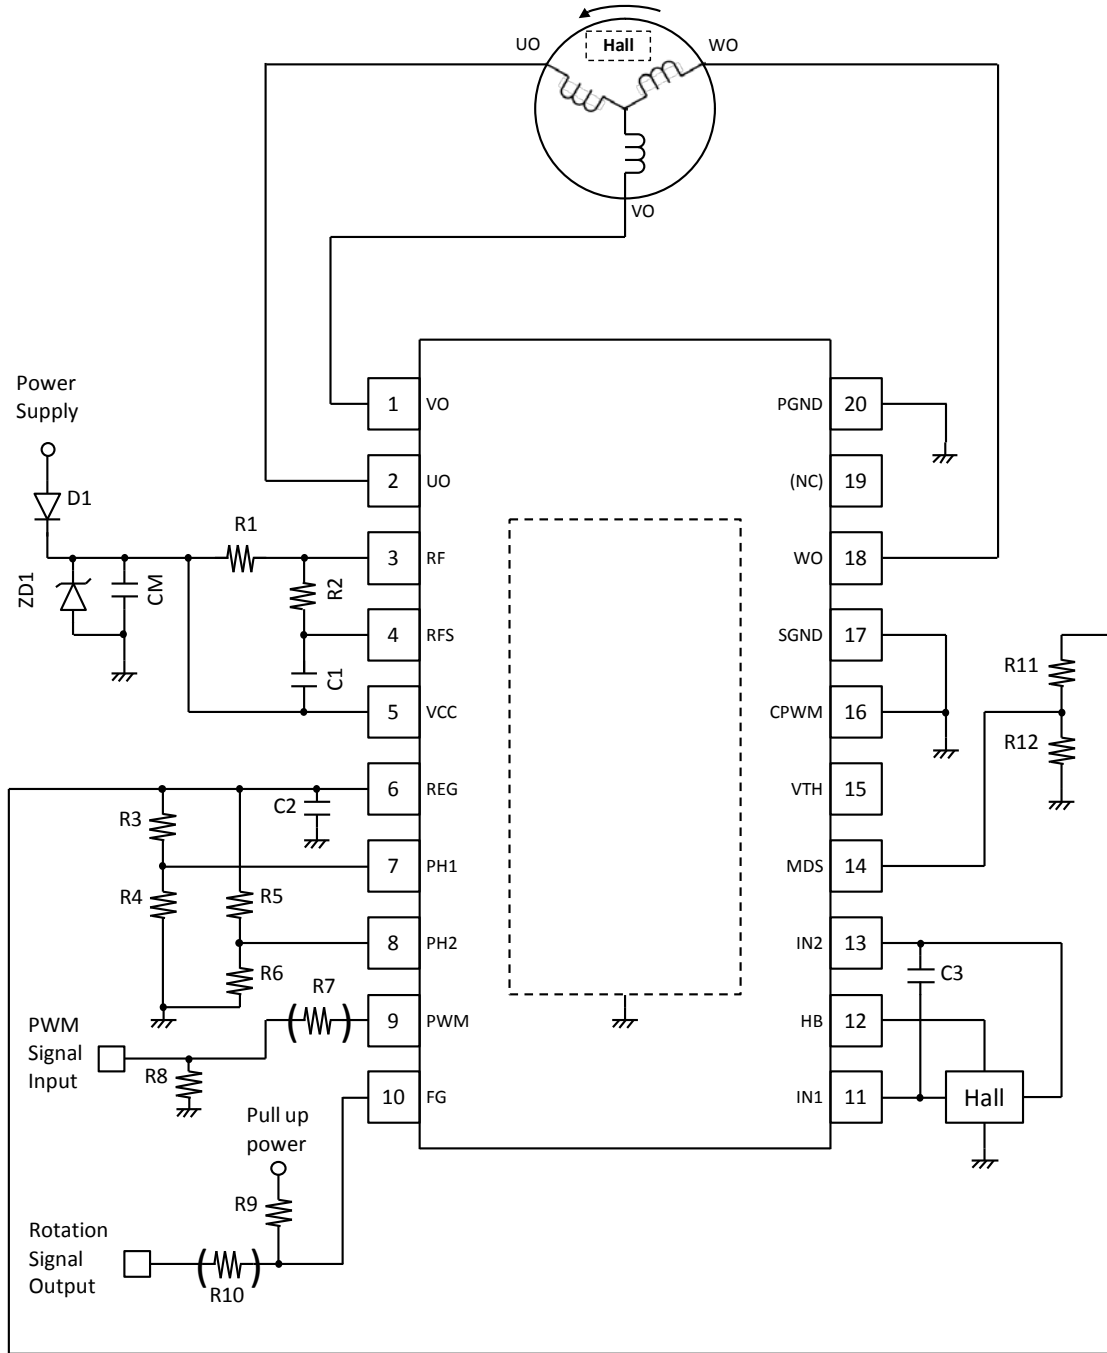 UO
Hall
WO
VO
Power
Supply
D1
ZD1
CM
R1
R2
C1
1 VO
2 UO
3 RF
4 RFS
5 VCC
6 REG
7 PH1
8 PH2
9 PWM
10 FG
PGND 20
(NC) 19
WO 18
SGND 17
CPWM 16
VTH 15
MDS 14
IN2 13
HB 12
IN1 11
R11
R12
C3
Hall
C2
R3
R4
R5
R6
(R7)
PWM
Signal
Input
R8
Pull up
power
R9
Rotation
Signal
Output
(R10)